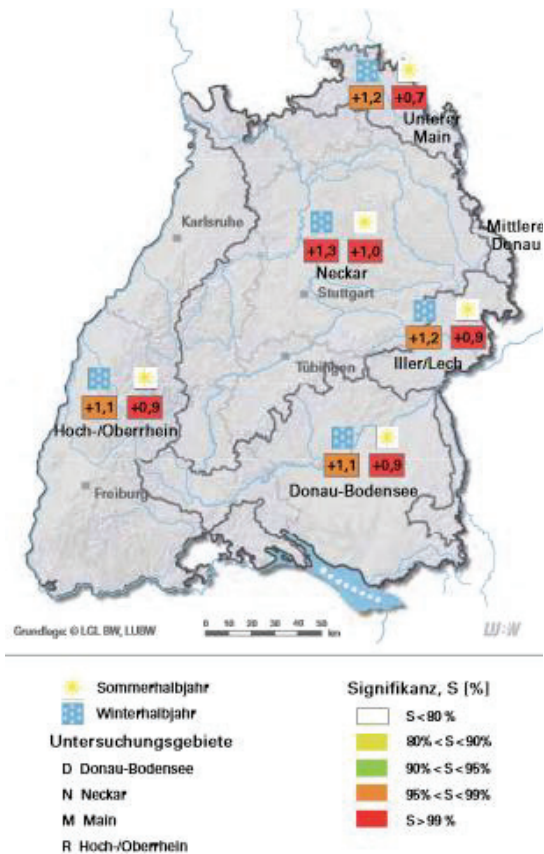 +1,2 +0,7
Unterer
Main
Karlsruhe
Mittlere
Donau
+1,3 +1,0
Neckar
Stuttgart
+1,2 +0,9
Iller/Lech
Tübingen
+1,1 +0,9
Hoch-/Oberrhein
+1,1 +0,9
Donau-Bodensee
Freiburg
Grundlage: © LGL BW, LUBW
0 10 20 30 40 50
km
LU:W
Sommerhalbjahr
Winterhalbjahr
Untersuchungsgebiete
D Donau-Bodensee
N Neckar
M Main
R Hoch-/Oberrhein
Signifikanz, S [%]
S < 80 %
80% < S < 90%
90% < S < 95%
95% < S < 99%
S > 99 %